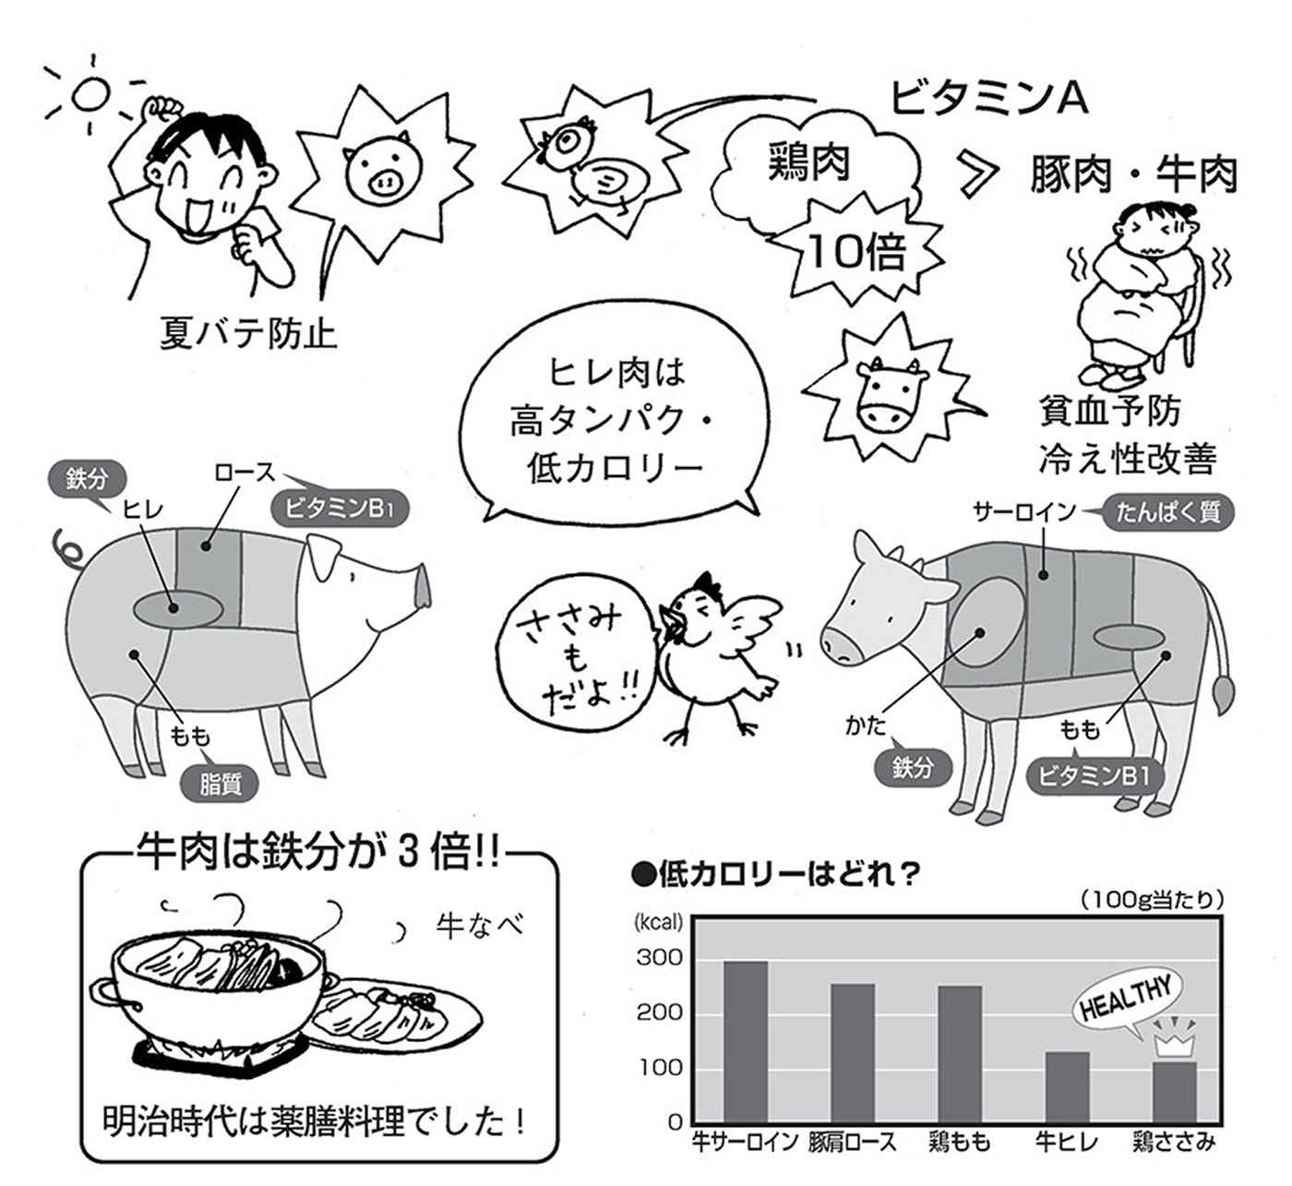 ビタミンA
鶏肉
＞
豚肉・牛肉
10倍
夏バテ防止
貧血予防
冷え性改善
ヒレ肉は
高タンパク・
低カロリー
鉄分
ヒレ
ロース
ビタミンB1
もも
脂質
ささみ
も
だよ!!
サーロイン
たんぱく質
かた
鉄分
もも
ビタミンB1
牛肉は鉄分が3倍!!
牛なべ
明治時代は薬膳料理でした！
●低カロリーはどれ？
（100g当たり）
(kcal)
300
200
100
0
HEALTHY
牛サーロイン
豚肩ロース
鶏もも
牛ヒレ
鶏ささみ